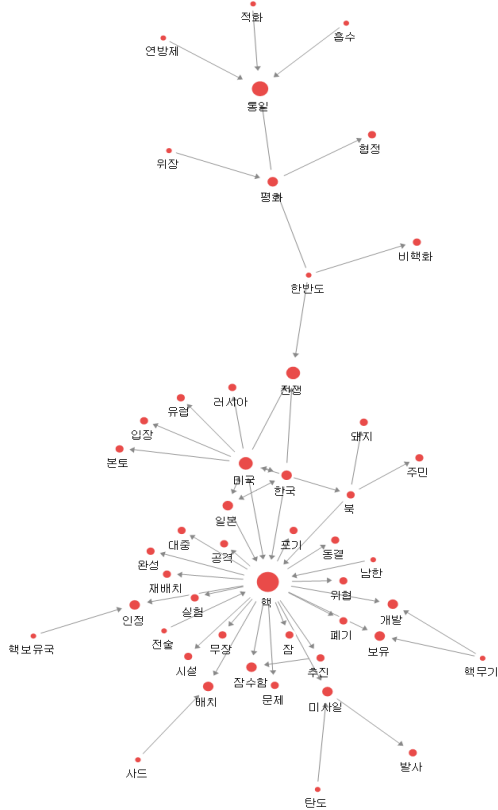 적화
흡수
연방제
통일
협정
위장
평화
비핵화
한반도
전쟁
러시아
유럽
입장
돼지
본토
주민
미국
한국
북
일본
대중
포기
동결
공격
완성
남한
재배치
위협
핵
실험
개발
인정
폐기
전술
보유
핵보유국
무장
잠
시설
추진
핵무기
잠수함
문제
배치
미사일
발사
사드
탄도